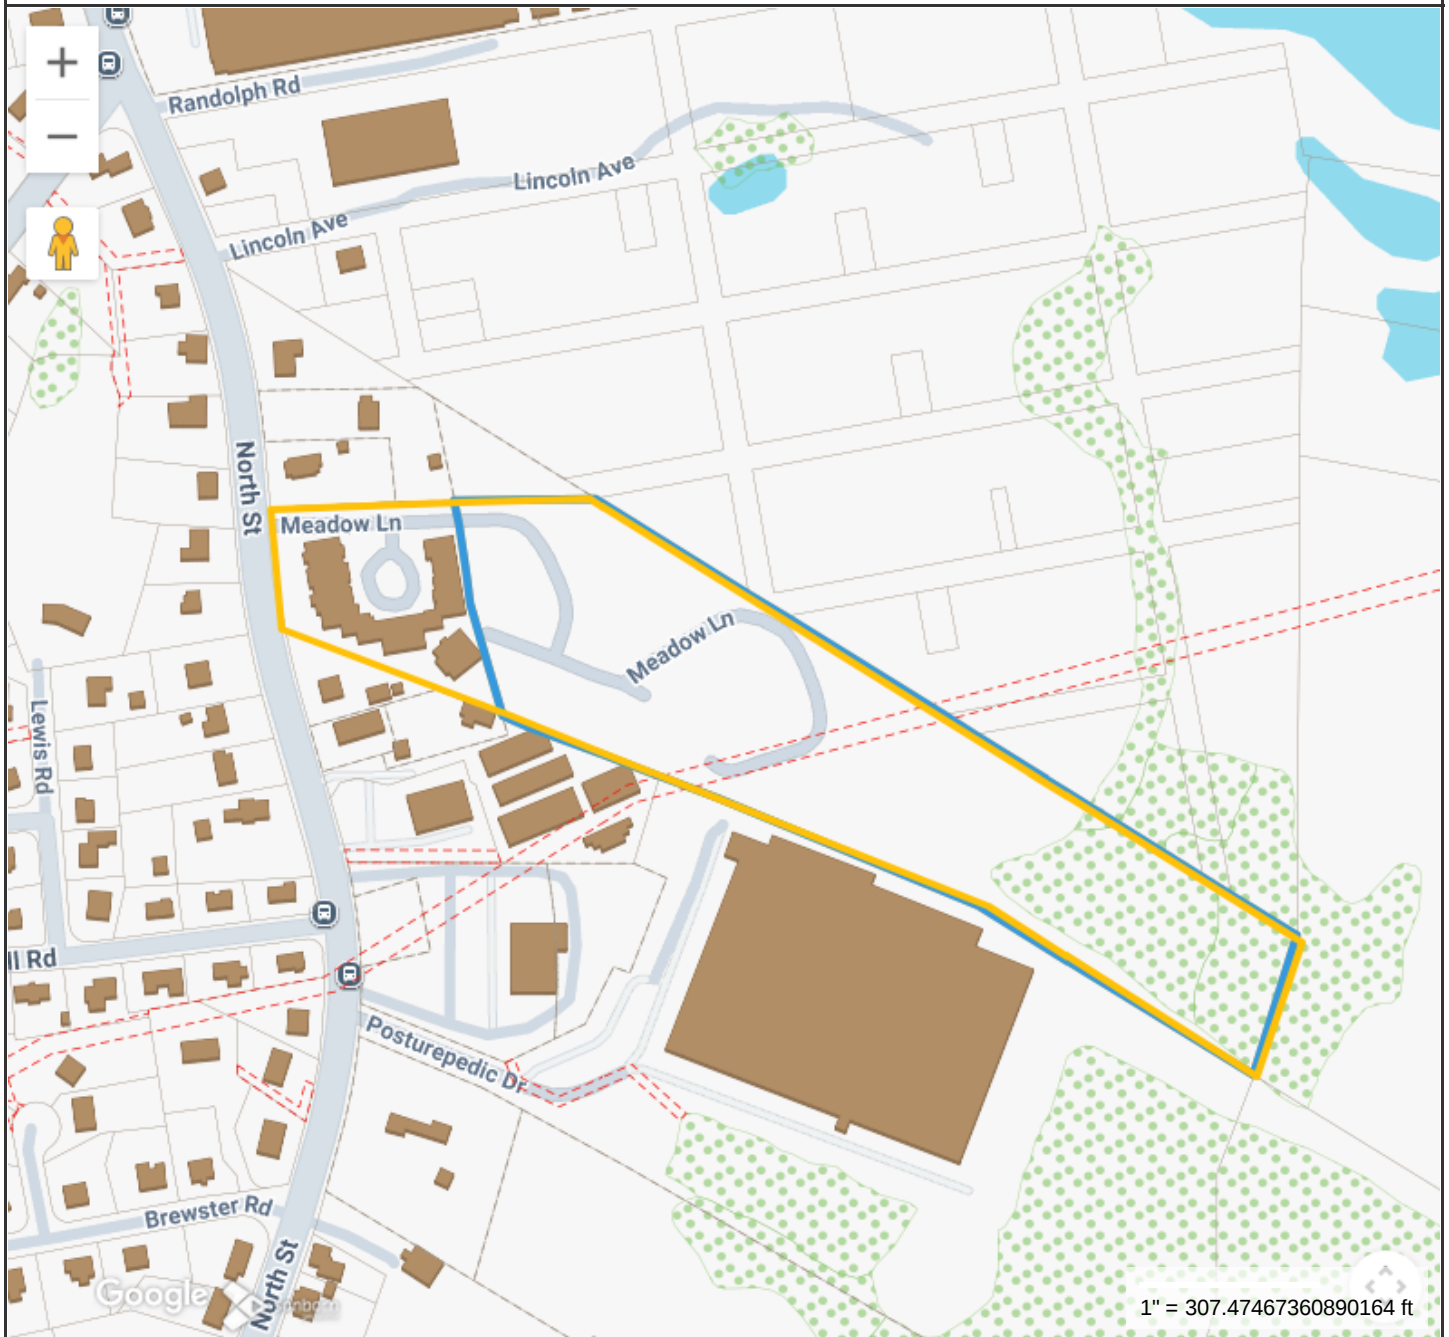 +
Randolph Rd
−
Lincoln Ave
Lincoln Ave
North St
Meadow Ln
Meadow Ln
Lewis Rd
ll Rd
Posturepedic Dr
Brewster Rd
North St
Google
1" = 307.47467360890164 ft